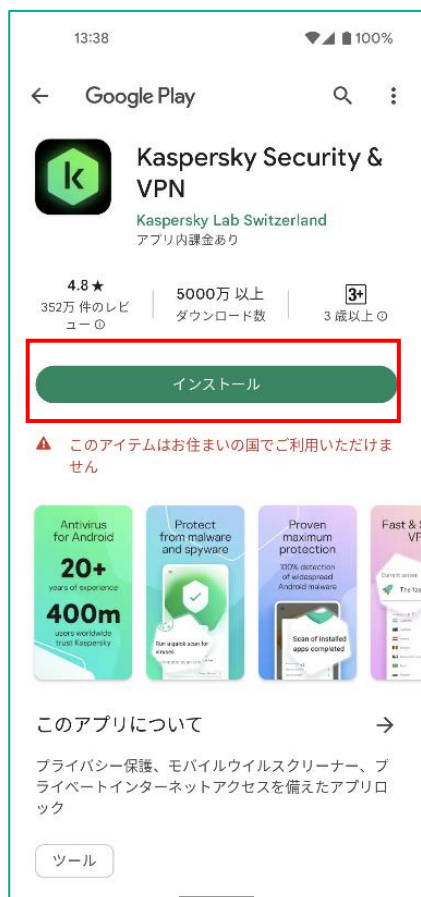 13:38
100%
Google Play
Kaspersky Security &
VPN
Kaspersky Lab Switzerland
アプリ内課金あり
4.8★
352万 件のレビ
ュー
5000万 以上
ダウンロード数
3+
3 歳以上
インストール
このアイテムはお住まいの国でご利用いただけま
せん
Antivirus
for Android
20+
years of experience
400m
users worldwide
trust Kaspersky
Protect
from malware
and spyware
Run a quick scan for
viruses
Proven
maximum
protection
100% detection
of widespread
Android malware
Scan of installed
apps completed
Fast &
Current server
このアプリについて
プライバシー保護、モバイルウイルスクリーナー、プ
ライベートインターネットアクセスを備えたアプリロ
ック
ツール